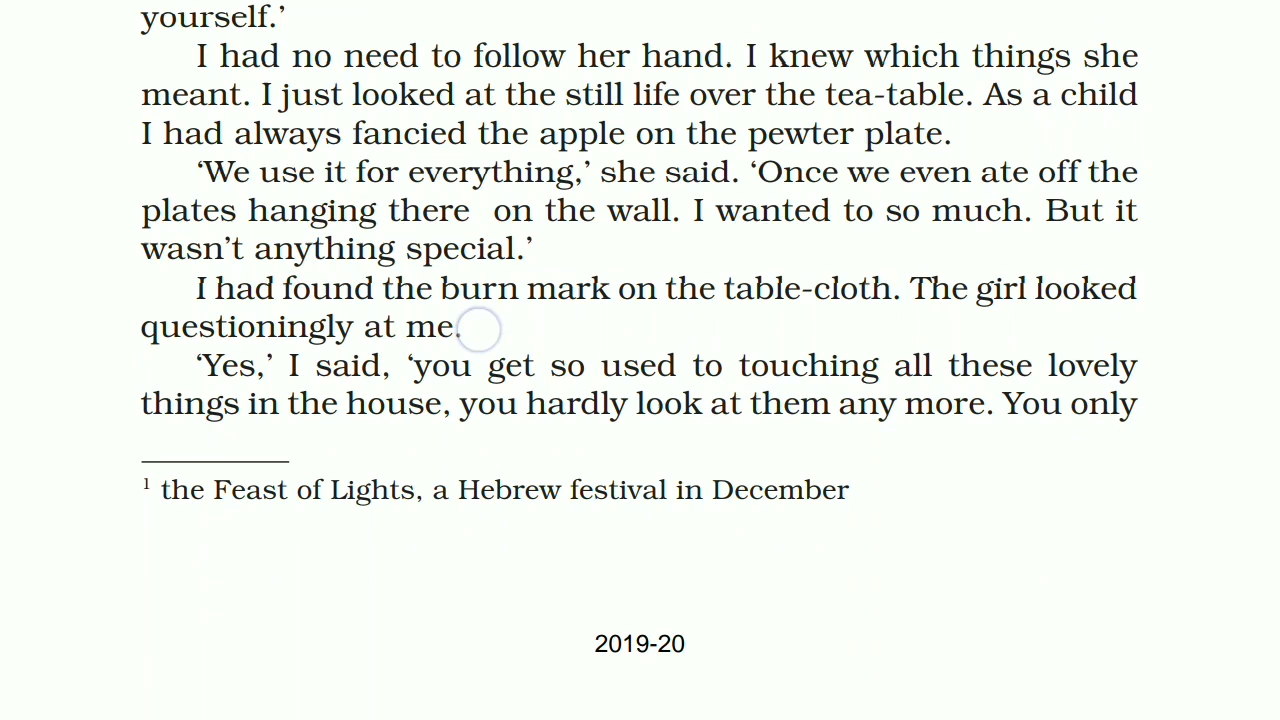 yourself.’
I had no need to follow her hand. I knew which things she
meant. I just looked at the still life over the tea-table. As a child
I had always fancied the apple on the pewter plate.
‘We use it for everything,’ she said. ‘Once we even ate off the
plates hanging there on the wall. I wanted to so much. But it
wasn’t anything special.’
I had found the burn mark on the table-cloth. The girl looked
questioningly at me.
‘Yes,’ I said, ‘you get so used to touching all these lovely
things in the house, you hardly look at them any more. You only
1 the Feast of Lights, a Hebrew festival in December
2019-20